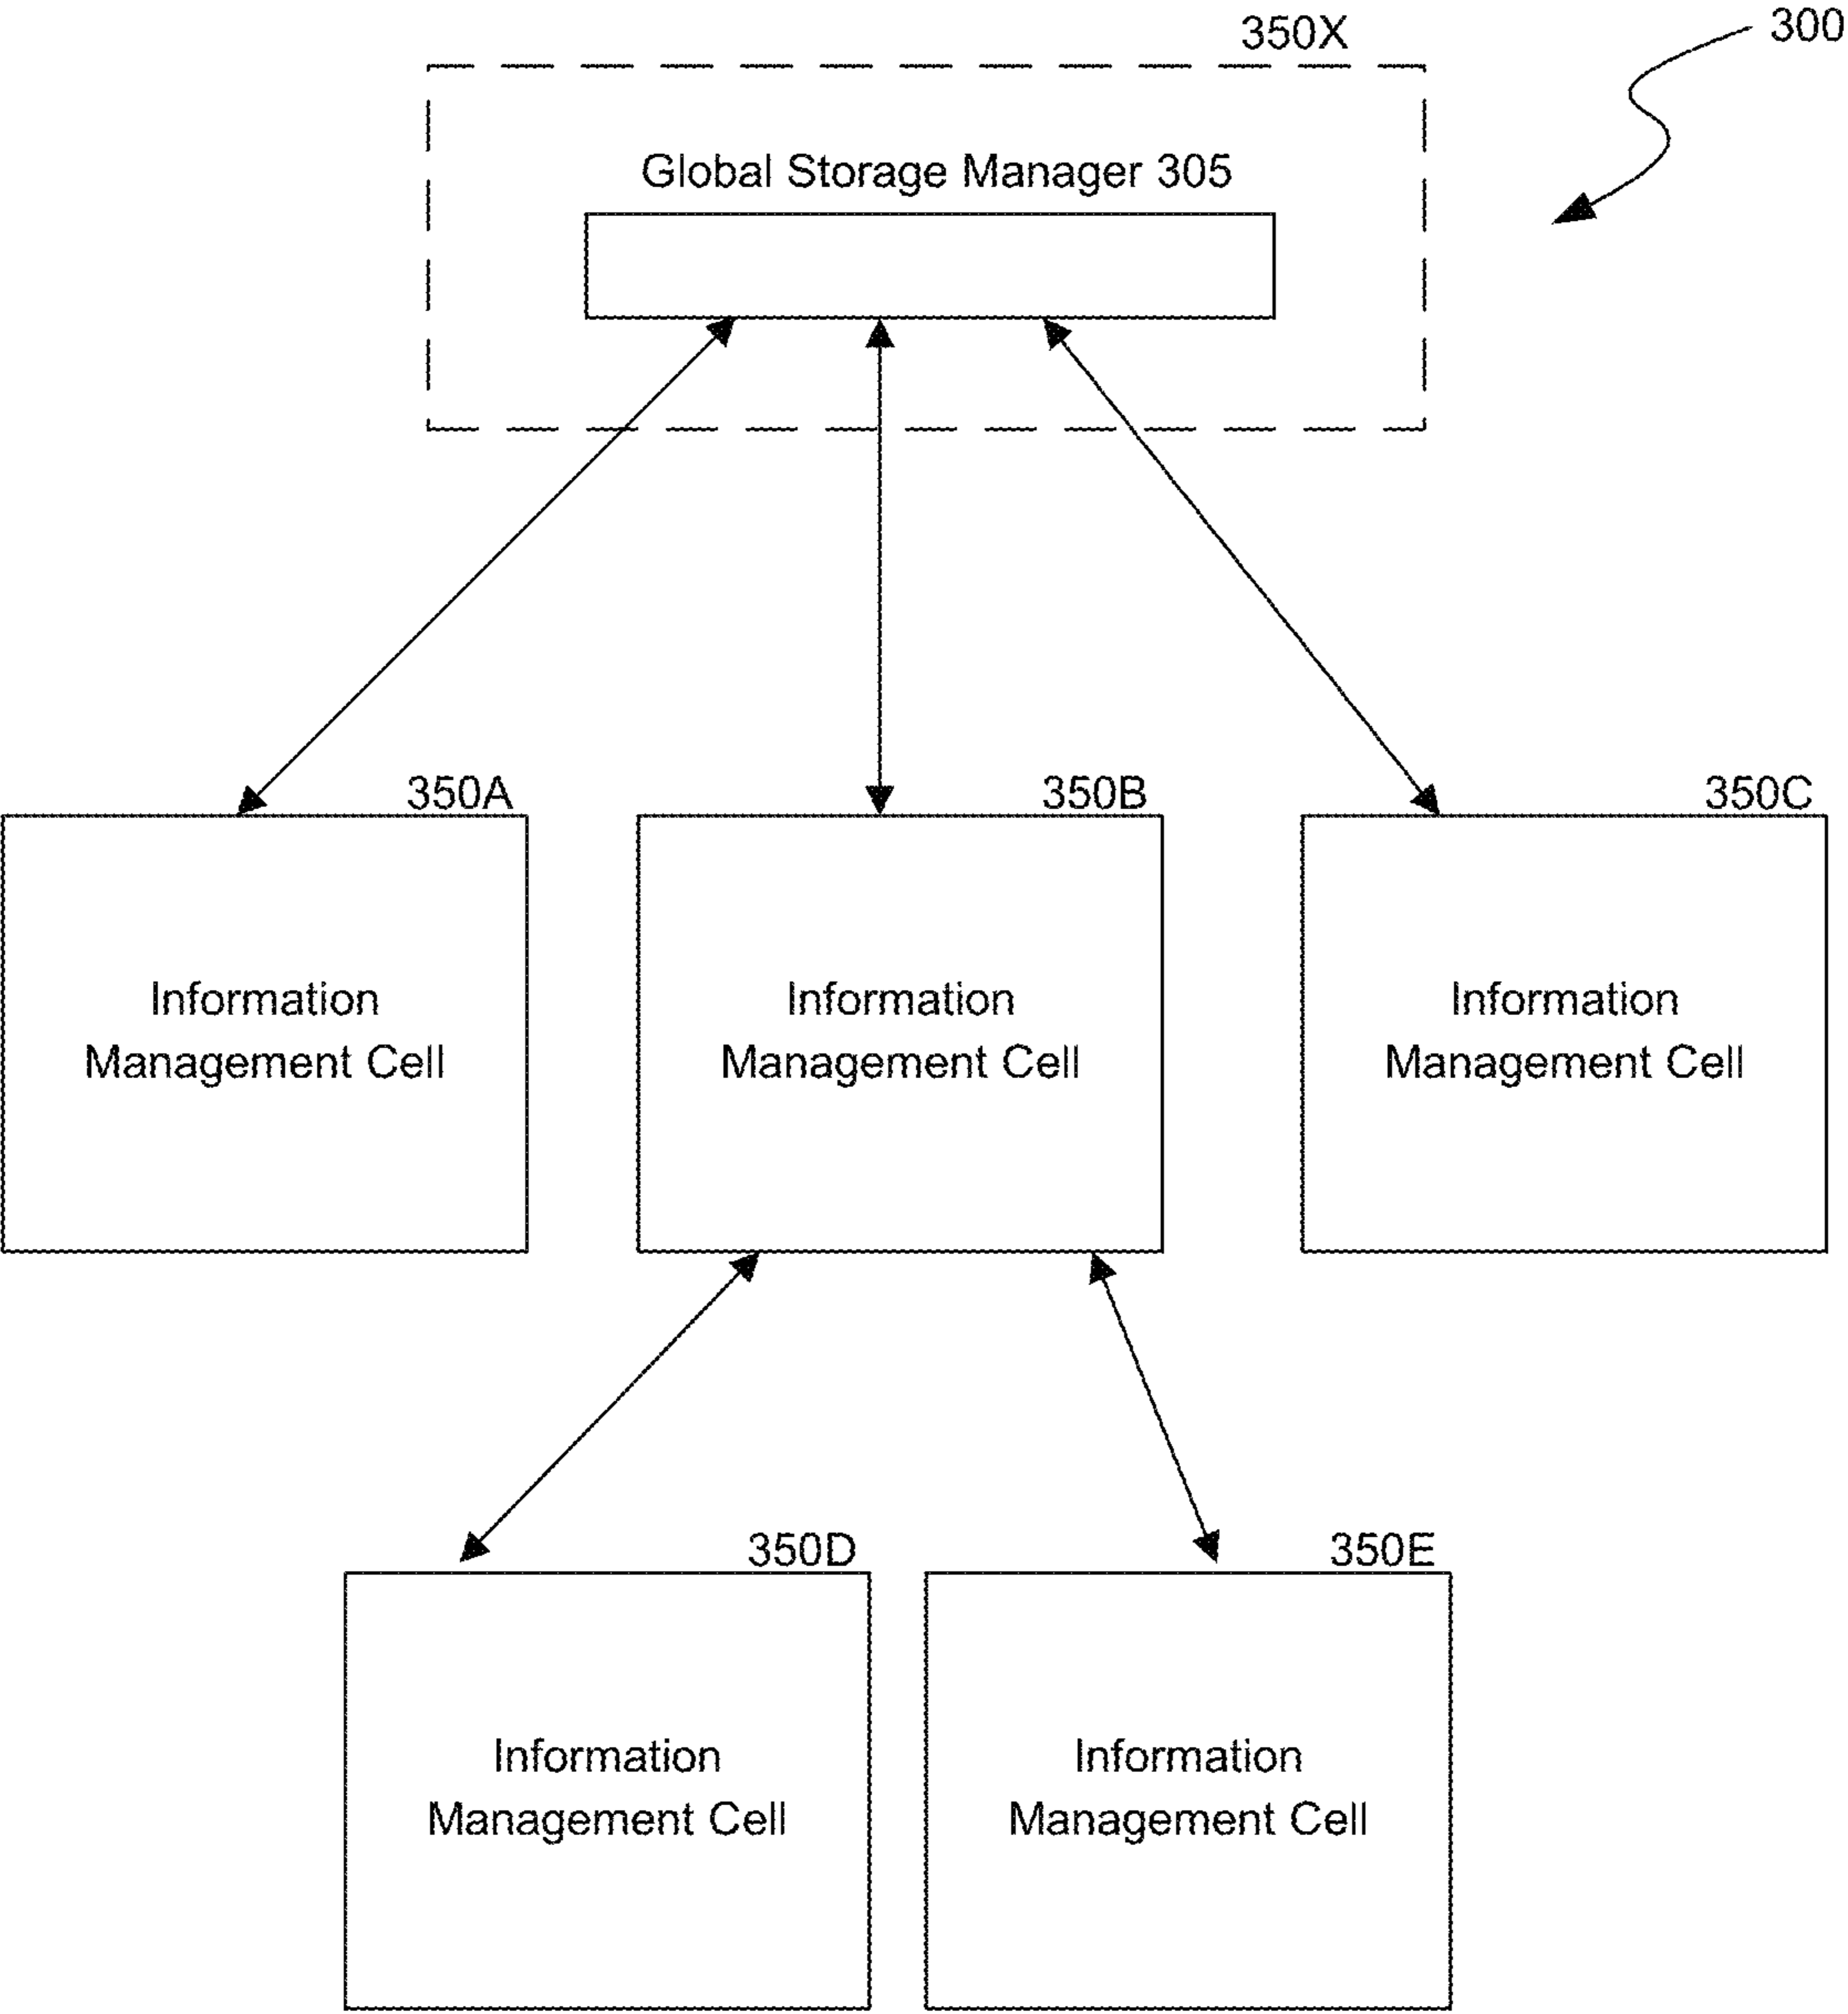 350X
300
Global Storage Manager 305
350A
350B
350C
Information
Management Cell
Information
Management Cell
Information
Management Cell
350D
350E
Information
Management Cell
Information
Management Cell